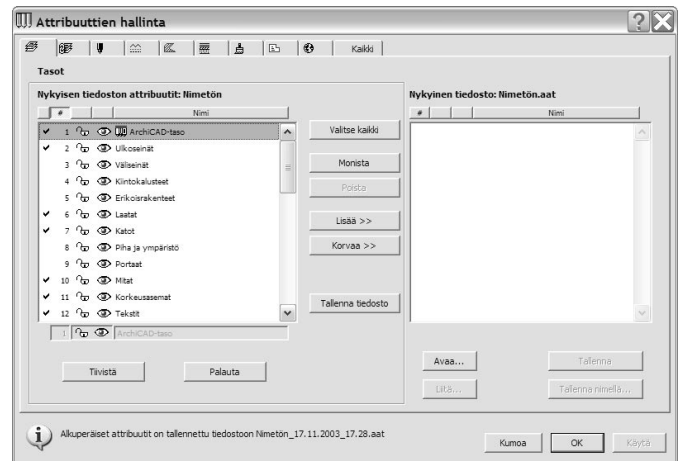 Attribuuttien hallinta
Kaikki
Tasot
Nykyisen tiedoston attribuutit: Nimetön
# Nimi
1 ArchiCAD-taso
2 Ulkoseinät
3 Väliseinät
4 Kiintokalusteet
5 Erikoisrakenteet
6 Laatat
7 Katot
8 Piha ja ympäristö
9 Portaat
10 Mitat
11 Korkeusasemat
12 Tekstit
1 ArchiCAD-taso
Tiivistä
Palauta
Valitse kaikki
Monista
Poista
Lisää >>
Korvaa >>
Tallenna tiedosto
Nykyinen tiedosto: Nimetön.aat
# Nimi
Avaa...
Tallenna
Liitä...
Tallenna nimellä...
Alkuperäiset attribuutit on tallennettu tiedostoon Nimetön_17.11.2003_17.28.aat
Kumoa
OK
Käytä